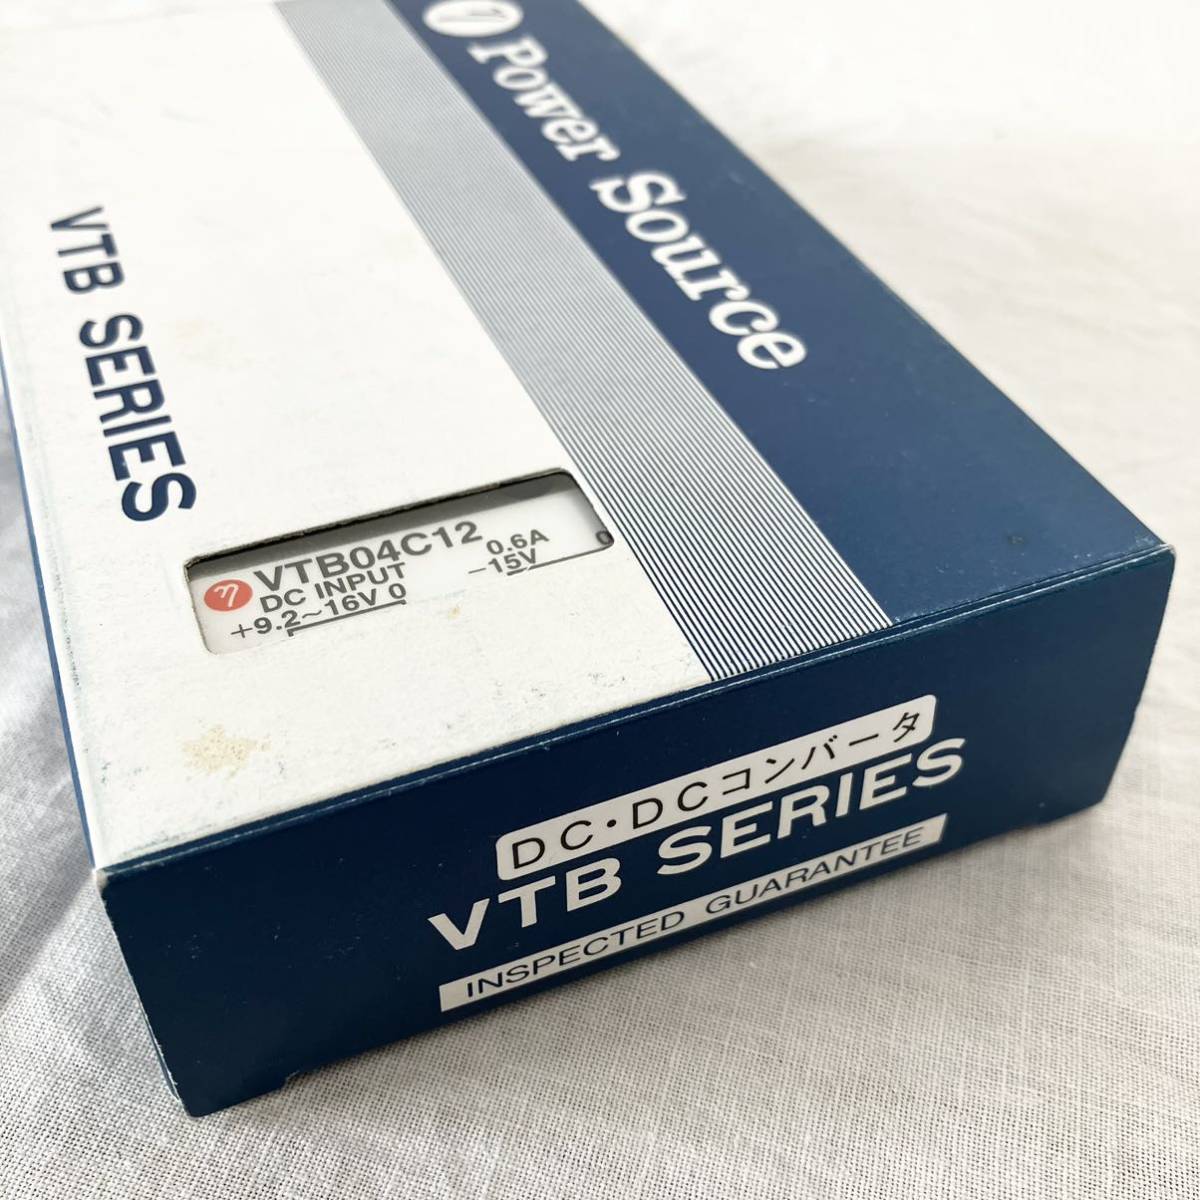 η Power Source
VTB SERIES
η VTB04C12 0.6A
DC INPUT -15V 0
+9.2~16V 0
DC・DCコンバータ
VTB SERIES
INSPECTED GUARANTEE